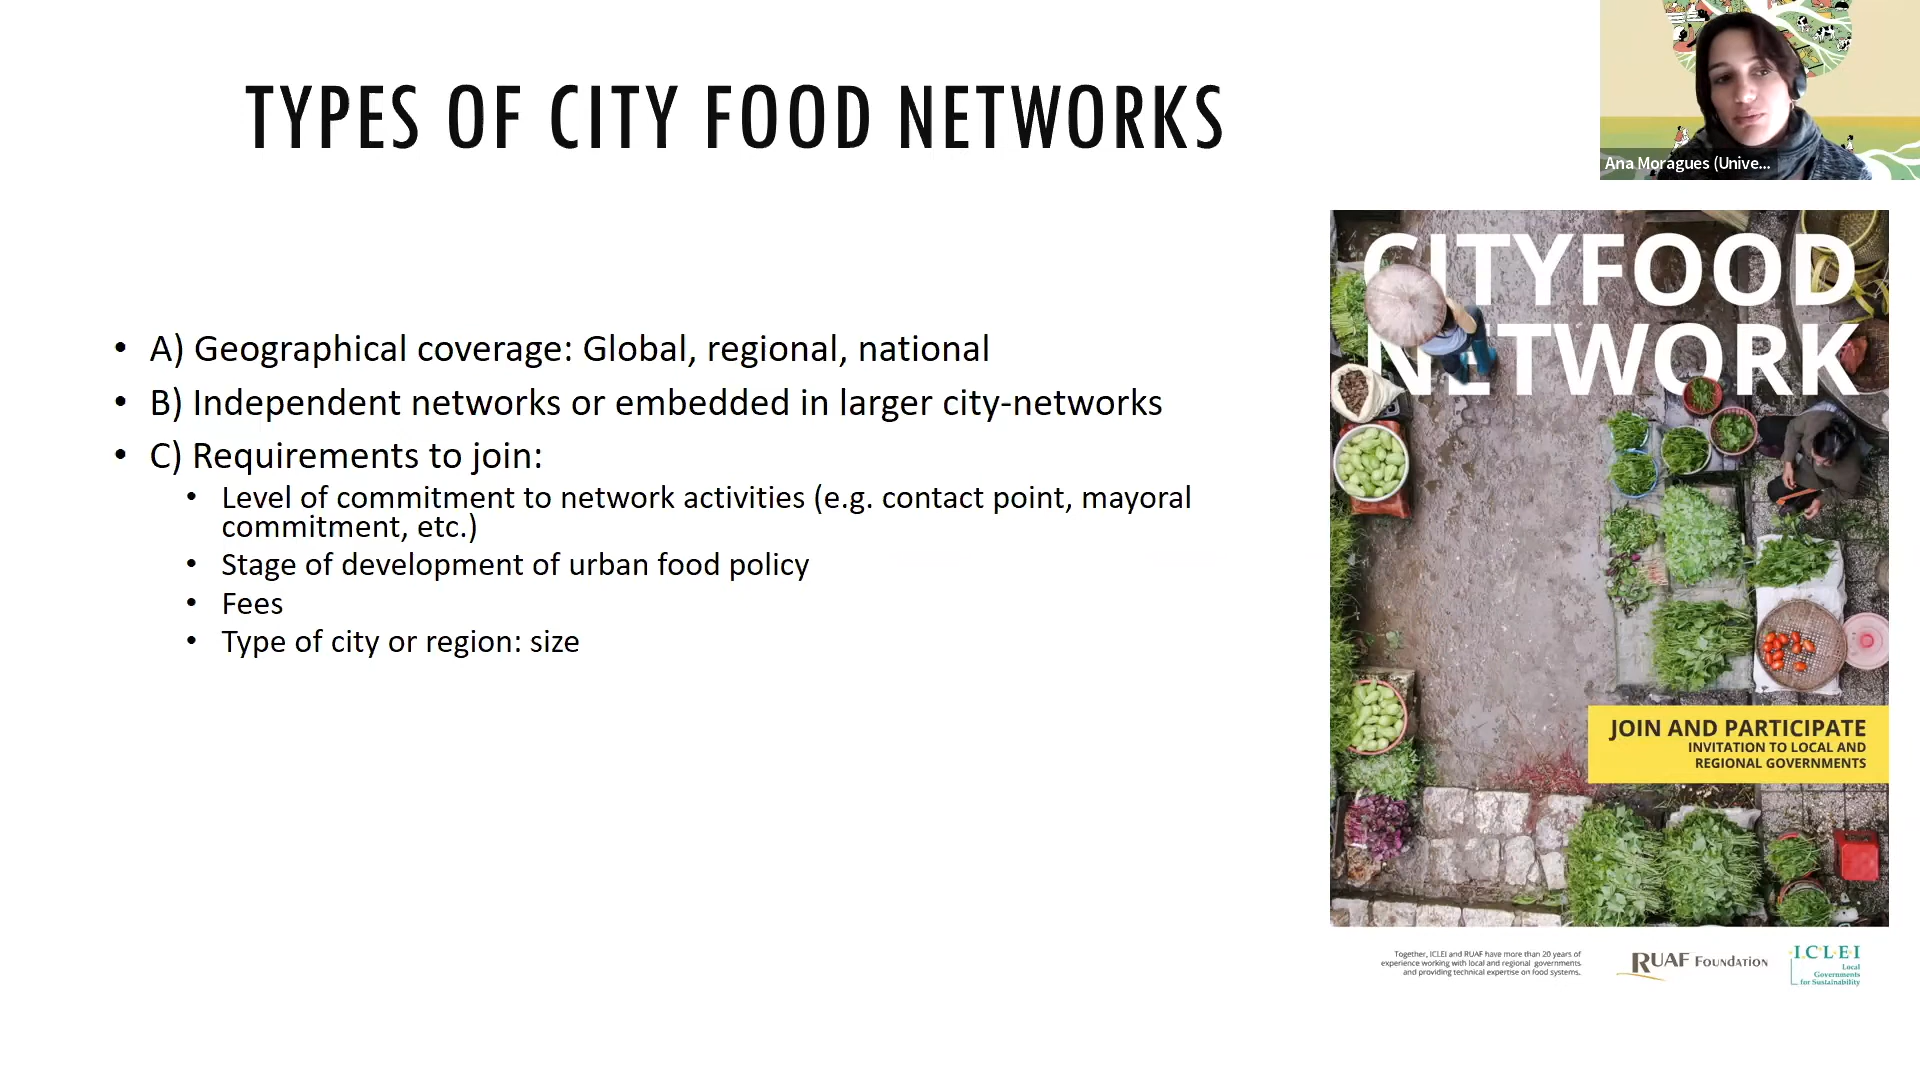 TYPES OF CITY FOOD NETWORKS
Ana Moragues (Unive...
• A) Geographical coverage: Global, regional, national
• B) Independent networks or embedded in larger city-networks
• C) Requirements to join:
• Level of commitment to network activities (e.g. contact point, mayoral
commitment, etc.)
• Stage of development of urban food policy
• Fees
• Type of city or region: size
CITYFOOD
NETWORK
JOIN AND PARTICIPATE
INVITATION TO LOCAL AND
REGIONAL GOVERNMENTS
Together, ICLEI and RUAF have more than 20 years of
experience working with local and regional governments
and providing technical expertise on food systems.
RUAF FOUNDATION
I.C.L.E.I
Local
Governments
for Sustainability